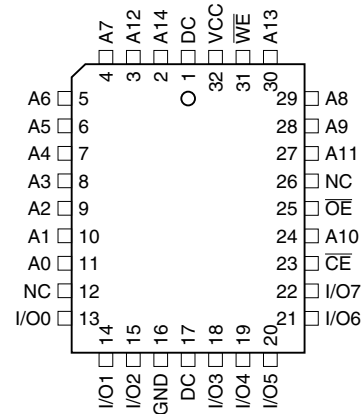 A7 A12 A14 DC VCC W̅E̅ A13
4 3 2 1 32 31 30
A6 5 29 A8
A5 6 28 A9
A4 7 27 A11
A3 8 26 NC
A2 9 25 O̅E̅
A1 10 24 A10
A0 11 23 C̅E̅
NC 12 22 I/O7
I/O0 13 21 I/O6
14 15 16 17 18 19 20
I/O1 I/O2 GND DC I/O3 I/O4 I/O5